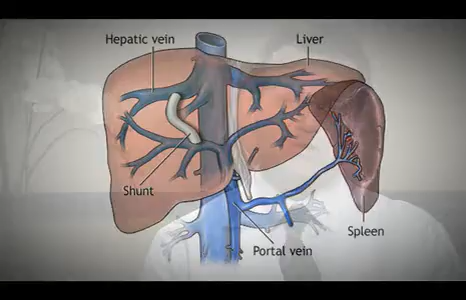 Hepatic vein
Liver
Shunt
Spleen
Portal vein